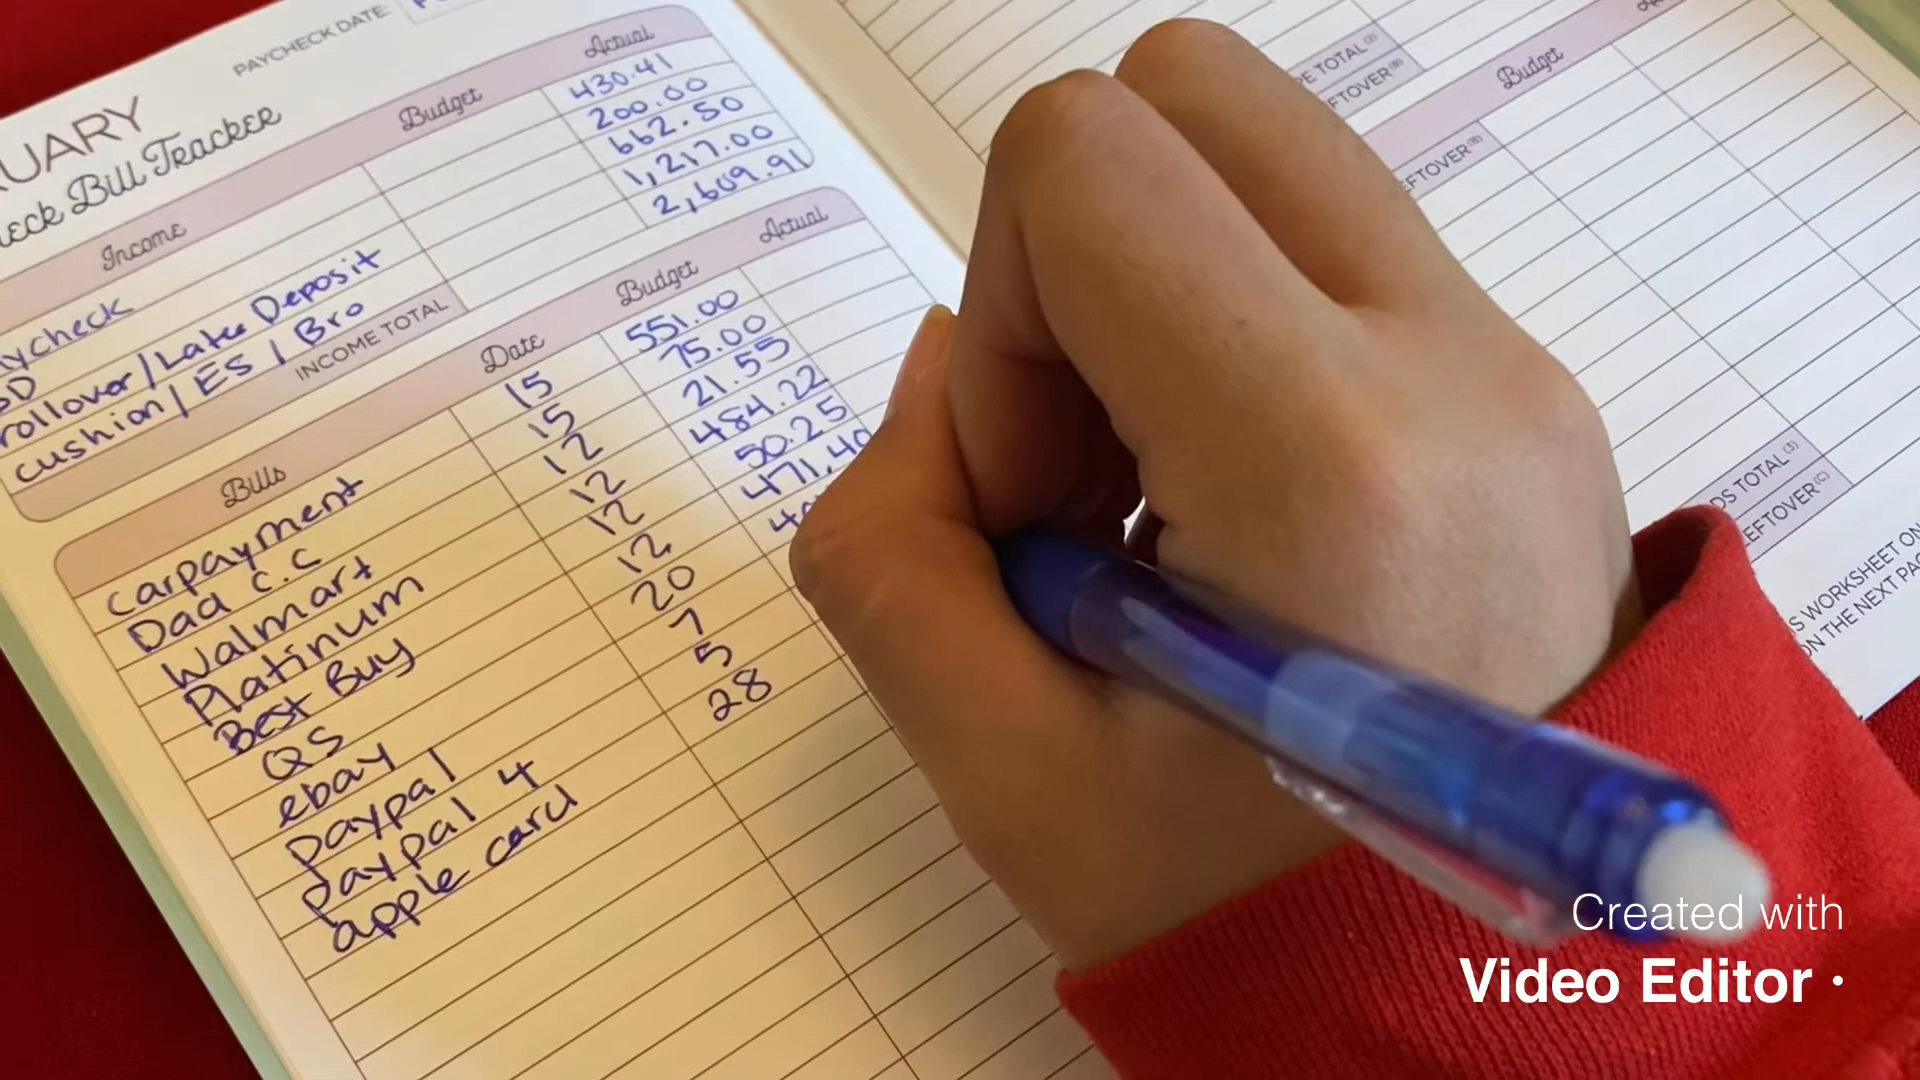 PAYCHECK DATE:
UARY
eck Bill Tracker
Income Budget Actual
ycheck 430.41
D 200.00
rollover/Late Deposit 662.50
cushion/ES/Bro 1,217.00
INCOME TOTAL 2,609.91
Bills Date Budget Actual
carpayment 15 551.00
Dad c.c 15 75.00
Walmart 12 21.55
Platinum 12 484.22
Best Buy 12 50.25
QS 12 471.40
ebay 20
paypal 7
paypal 4 5
apple card 28
PE TOTAL (2)
EFTOVER (B)
Budget
EFTOVER (B)
DS TOTAL (3)
LEFTOVER (C)
S WORKSHEET ON
ON THE NEXT PAG
Created with
Video Editor ·